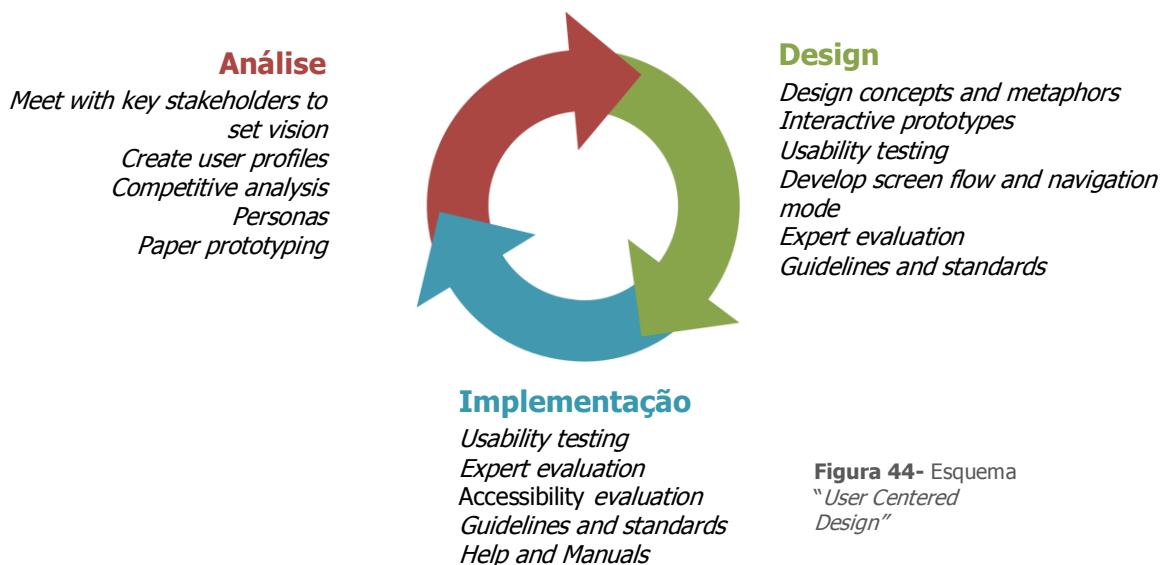 Análise
Meet with key stakeholders to
set vision
Create user profiles
Competitive analysis
Personas
Paper prototyping
Design
Design concepts and metaphors
Interactive prototypes
Usability testing
Develop screen flow and navigation
mode
Expert evaluation
Guidelines and standards
Implementação
Usability testing
Expert evaluation
Accessibility evaluation
Guidelines and standards
Help and Manuals
Figura 44- Esquema
“User Centered
Design”